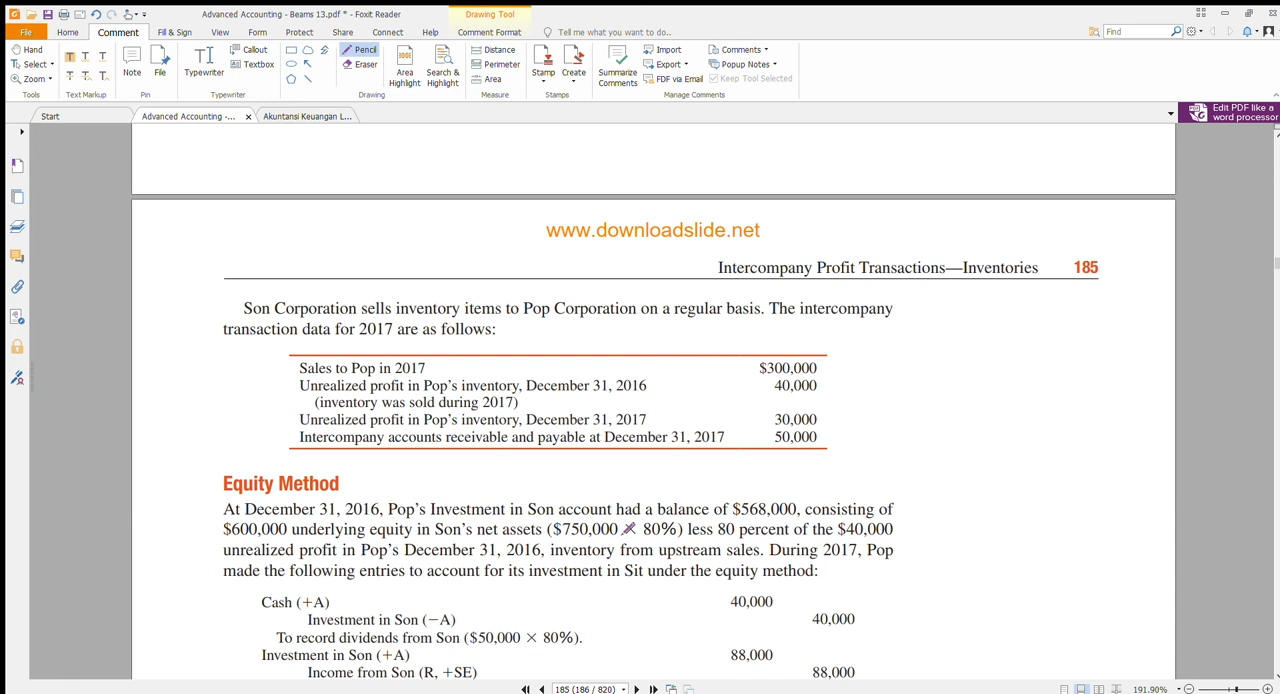 Advanced Accounting - Beams 13.pdf * - Foxit Reader
Drawing Tool
File Home Comment Fill & Sign View Form Protect Share Connect Help Comment Format Tell me what you want to do.. Find
Hand
Select
Zoom
Tools
Text Markup
Note
File
Pin
Typewriter
Callout
Textbox
Typewriter
Pencil
Eraser
Drawing
Area Highlight
Search & Highlight
Distance
Perimeter
Area
Measure
Stamp
Create
Stamps
Summarize Comments
Import
Export
FDF via Email
Comments
Popup Notes
Keep Tool Selected
Manage Comments
Start
Advanced Accounting -...
Akuntansi Keuangan L...
Edit PDF like a
word processor
www.downloadslide.net
Intercompany Profit Transactions—Inventories 185
Son Corporation sells inventory items to Pop Corporation on a regular basis. The intercompany
transaction data for 2017 are as follows:
Sales to Pop in 2017 $300,000
Unrealized profit in Pop's inventory, December 31, 2016 40,000
(inventory was sold during 2017)
Unrealized profit in Pop's inventory, December 31, 2017 30,000
Intercompany accounts receivable and payable at December 31, 2017 50,000
Equity Method
At December 31, 2016, Pop's Investment in Son account had a balance of $568,000, consisting of
$600,000 underlying equity in Son's net assets ($750,000 × 80%) less 80 percent of the $40,000
unrealized profit in Pop's December 31, 2016, inventory from upstream sales. During 2017, Pop
made the following entries to account for its investment in Sit under the equity method:
Cash (+A) 40,000
Investment in Son (−A) 40,000
To record dividends from Son ($50,000 × 80%).
Investment in Son (+A) 88,000
Income from Son (R, +SE) 88,000
185 (186 / 820)
191.90%